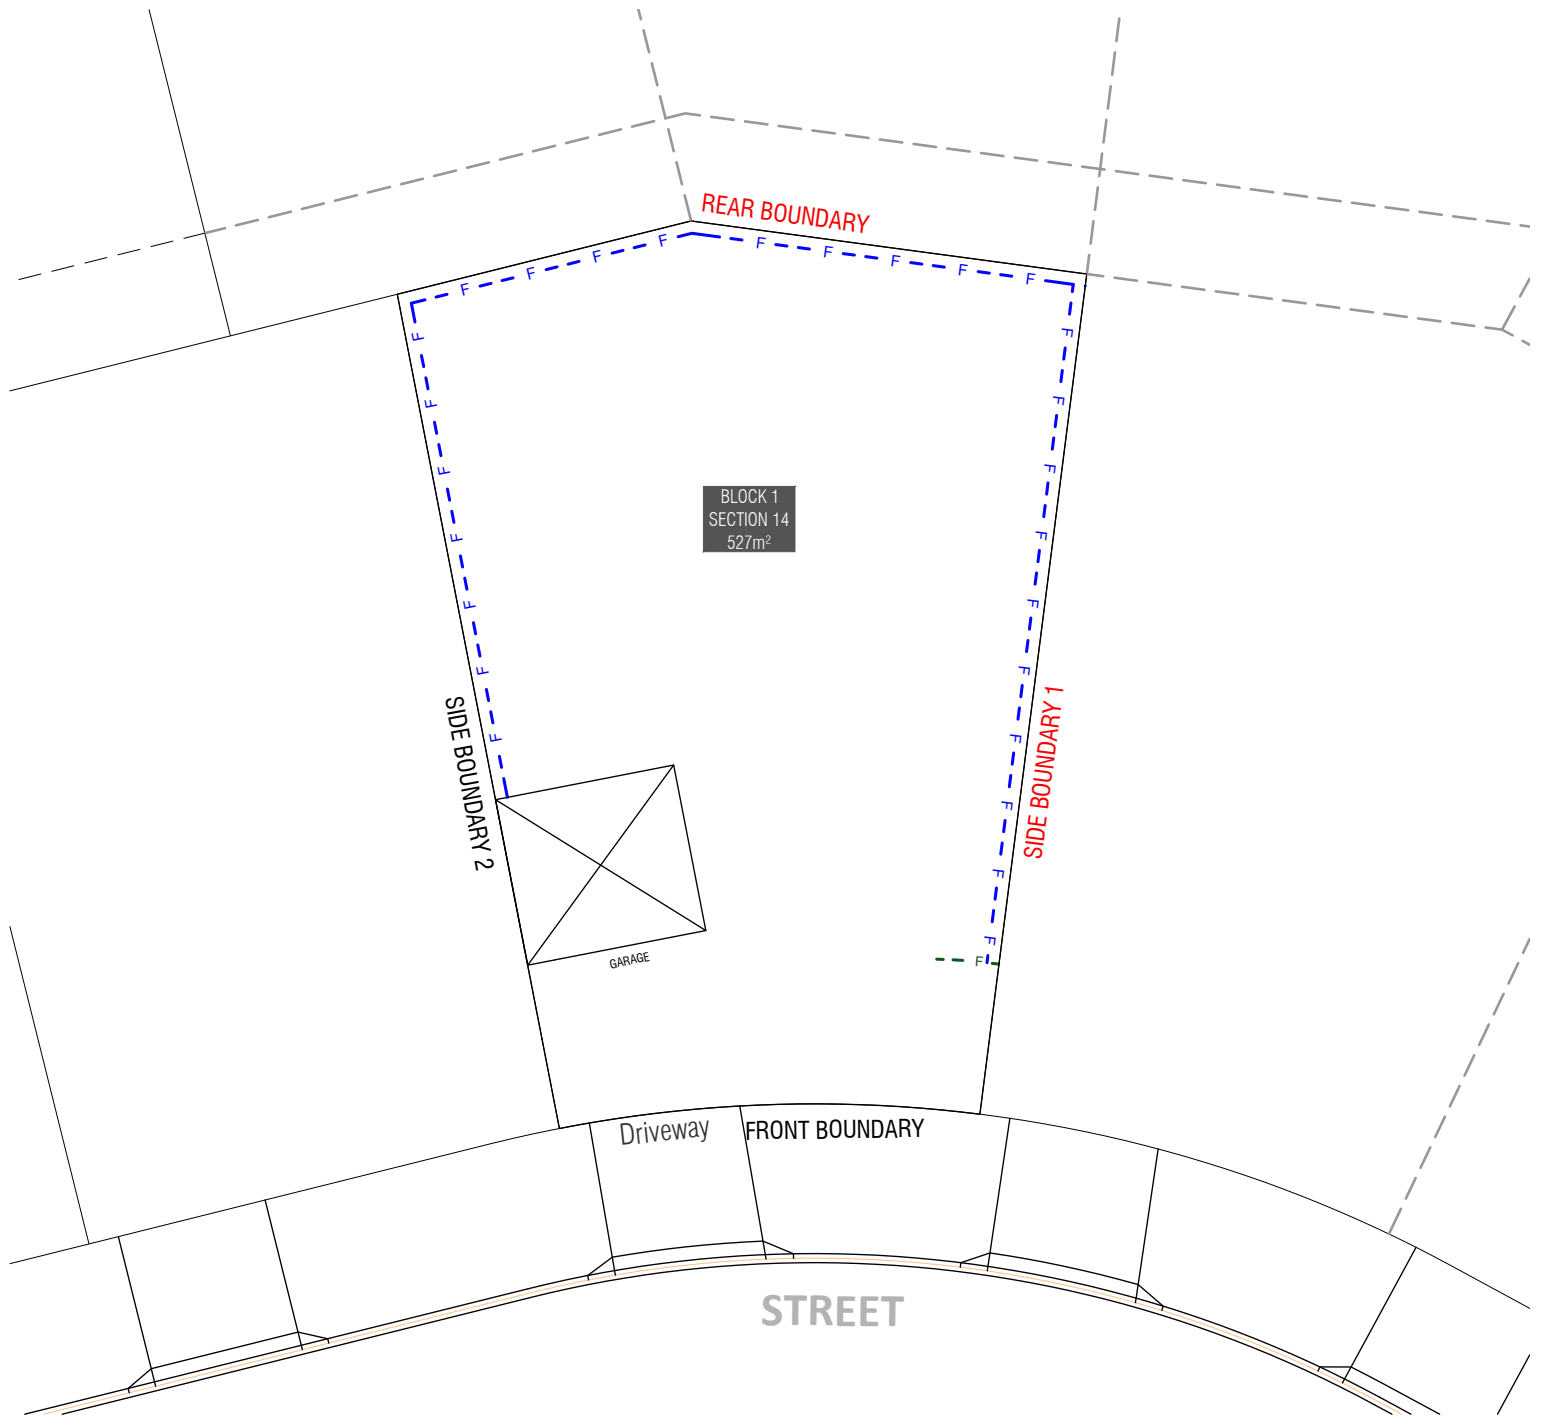 REAR BOUNDARY
F F F F F F F F F
F F F F F F F
F F F F F F F F F F
BLOCK 1
SECTION 14
527m²
SIDE BOUNDARY 2
SIDE BOUNDARY 1
GARAGE
F
Driveway
FRONT BOUNDARY
STREET